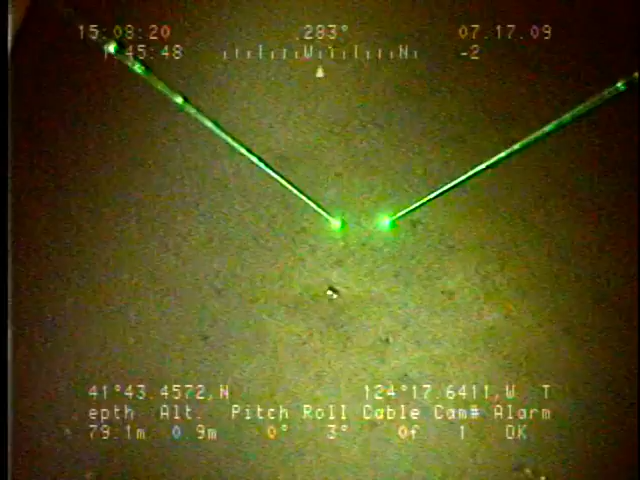 15:08:20 .283° 07.17.09
1:45:48 W N -2
41°43.4572,N 124°17.6411,W T
epth Alt. Pitch Roll Cable Cam# Alarm
79.1m 0.9m 0° 3° 0f 1 OK